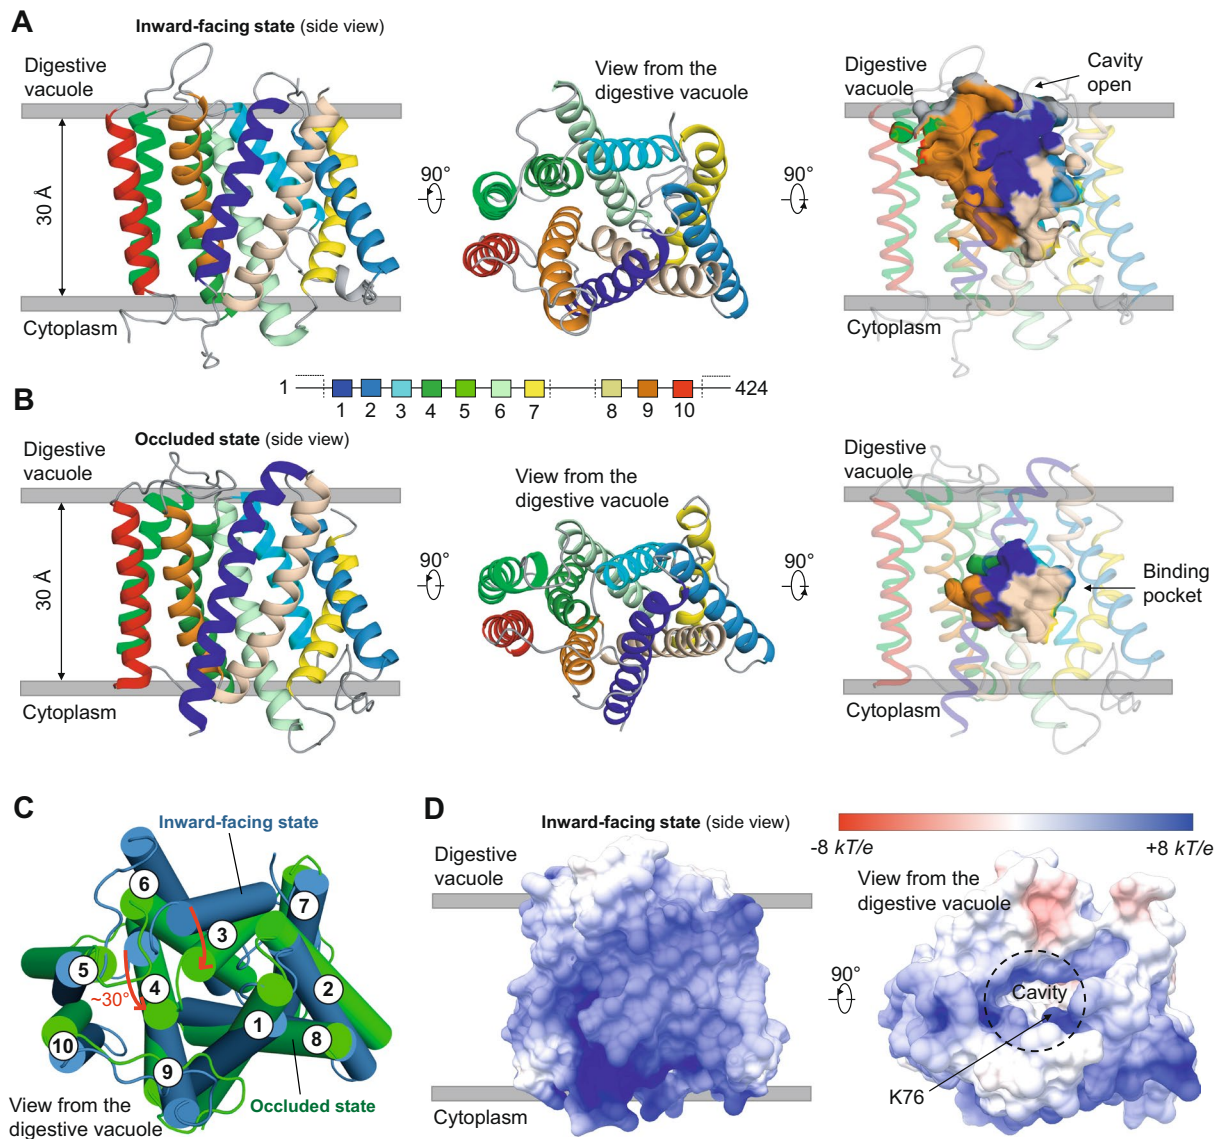 A
Inward-facing state (side view)
Digestive
vacuole
30 Å
Cytoplasm
90°
View from the
digestive vacuole
90°
Digestive
vacuole
Cavity
open
Cytoplasm
1
424
1 2 3 4 5 6 7 8 9 10
B
Occluded state (side view)
Digestive
vacuole
30 Å
Cytoplasm
90°
View from the
digestive vacuole
90°
Digestive
vacuole
Binding
pocket
Cytoplasm
C
Inward-facing state
6
7
3
5
4
2
~30°
1
8
10
9
Occluded state
View from the
digestive vacuole
D
Inward-facing state (side view)
Digestive
vacuole
Cytoplasm
-8 kT/e
+8 kT/e
View from the
digestive vacuole
90°
Cavity
K76